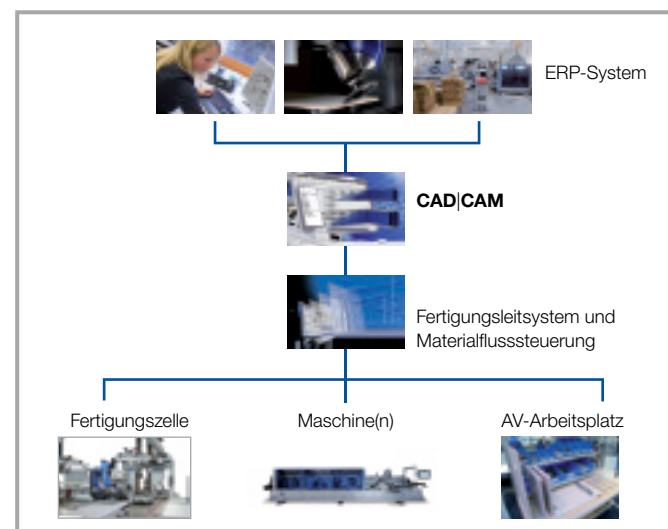 ERP-System
CAD|CAM
Fertigungsleitsystem und
Materialflusssteuerung
Fertigungszelle
Maschine(n)
AV-Arbeitsplatz